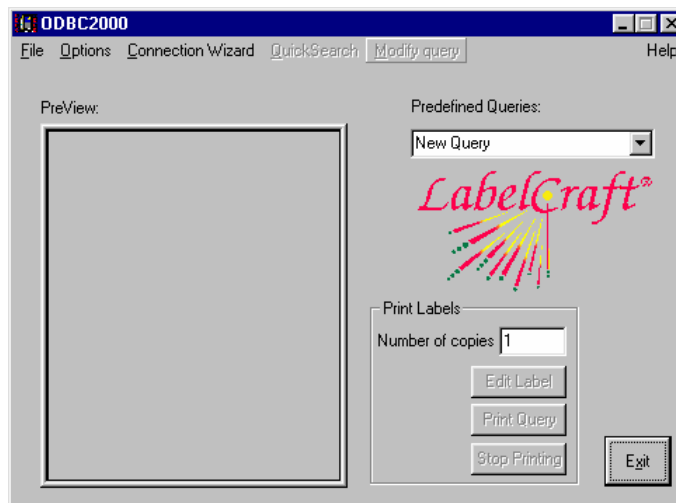 ODBC2000
File Options Connection Wizard QuickSearch Modify query Help
PreView:
Predefined Queries:
New Query
LabelCraft®
Print Labels
Number of copies 1
Edit Label
Print Query
Stop Printing
Exit